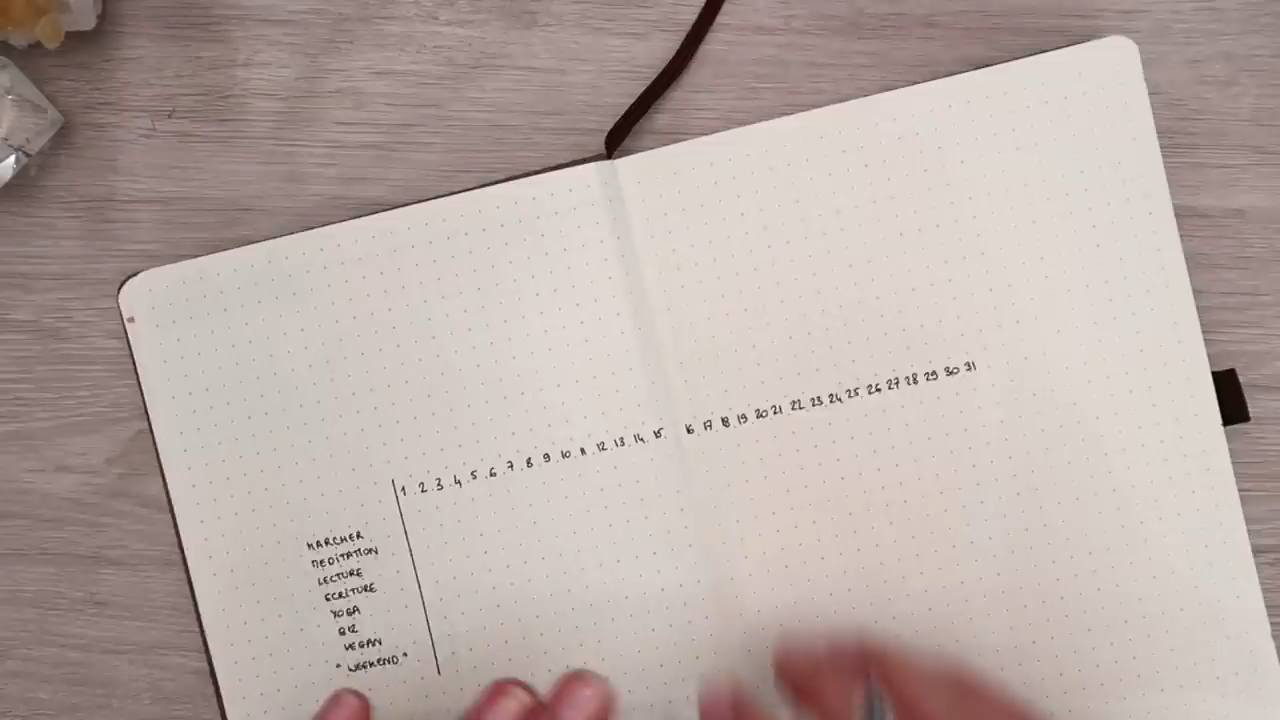 1 2 3 4 5 6 7 8 9 10 11 12 13 14 15 16 17 18 19 20 21 22 23 24 25 26 27 28 29 30 31
MARCHER
MEDITATION
LECTURE
ECRITURE
YOGA
BIZ
VEGAN
"WEEKEND"